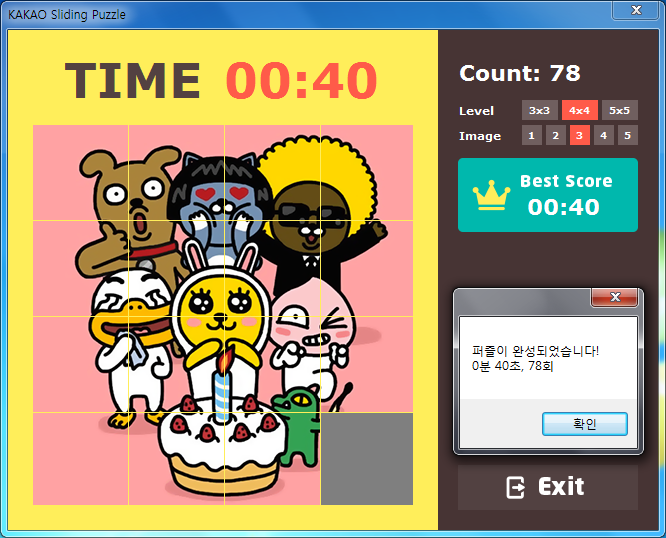 KAKAO Sliding Puzzle
TIME 00:40
Count: 78
Level 3x3 4x4 5x5
Image 1 2 3 4 5
Best Score
00:40
퍼즐이 완성되었습니다!
0분 40초, 78회
확인
Exit